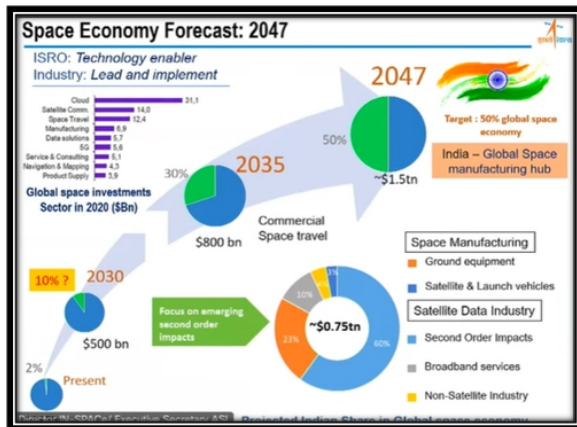 Space Economy Forecast: 2047
ISRO: Technology enabler
Industry: Lead and implement
Cloud 31,1
Satellite Comm. 14,0
Space Travel 12,4
Manufacturing 6,9
Data solutions 5,7
5G 5,6
Service & Consulting 5,1
Navigation & Mapping 4,3
Product Supply 3,9
Global space investments
Sector in 2020 ($Bn)
2047
50%
~$1.5tn
Target : 50% global space
economy
India – Global Space
manufacturing hub
30%
2035
$800 bn
Commercial
Space travel
10% ?
2030
$500 bn
2%
Present
Focus on emerging
second order
impacts
~$0.75tn
3%
10%
23%
60%
Space Manufacturing
Ground equipment
Satellite & Launch vehicles
Satellite Data Industry
Second Order Impacts
Broadband services
Non-Satellite Industry
Director IN-SPACe/ Executive Secretary ASI
Projected Indian Share in Global space economy